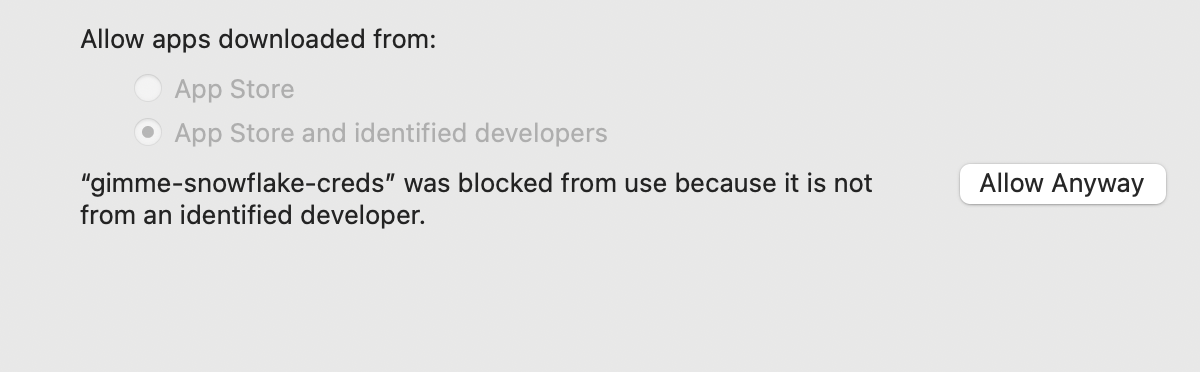 Allow apps downloaded from:
App Store
App Store and identified developers
“gimme-snowflake-creds” was blocked from use because it is not
from an identified developer.
Allow Anyway